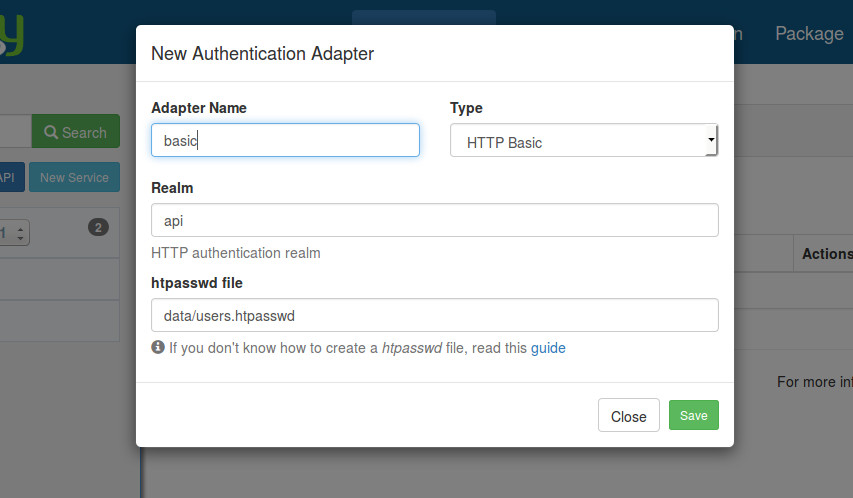 Package
New Authentication Adapter
Adapter Name
Type
basic
HTTP Basic
Search
API
New Service
Realm
api
2
HTTP authentication realm
Actions
htpasswd file
data/users.htpasswd
If you don't know how to create a htpasswd file, read this guide
For more inf
Close
Save